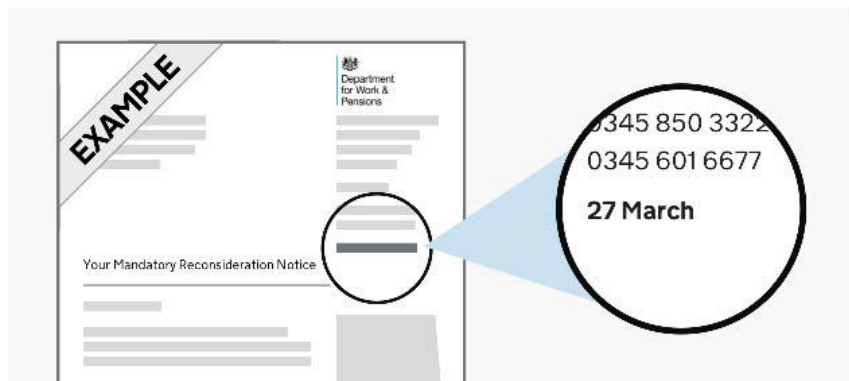 EXAMPLE
Department
for Work &
Pensions
Your Mandatory Reconsideration Notice
0345 850 3322
0345 601 6677
27 March